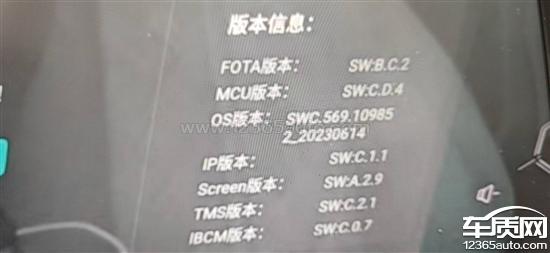 版本信息:
FOTA版本: SW:B.C.2
MCU版本: SW:C.D.4
OS版本: SWC.569.10985
2_20230614
IP版本: SW:C.1.1
Screen版本: SW:A.2.9
TMS版本: SW:C.2.1
IBCM版本: SW:C.0.7
车质网
12365auto.com